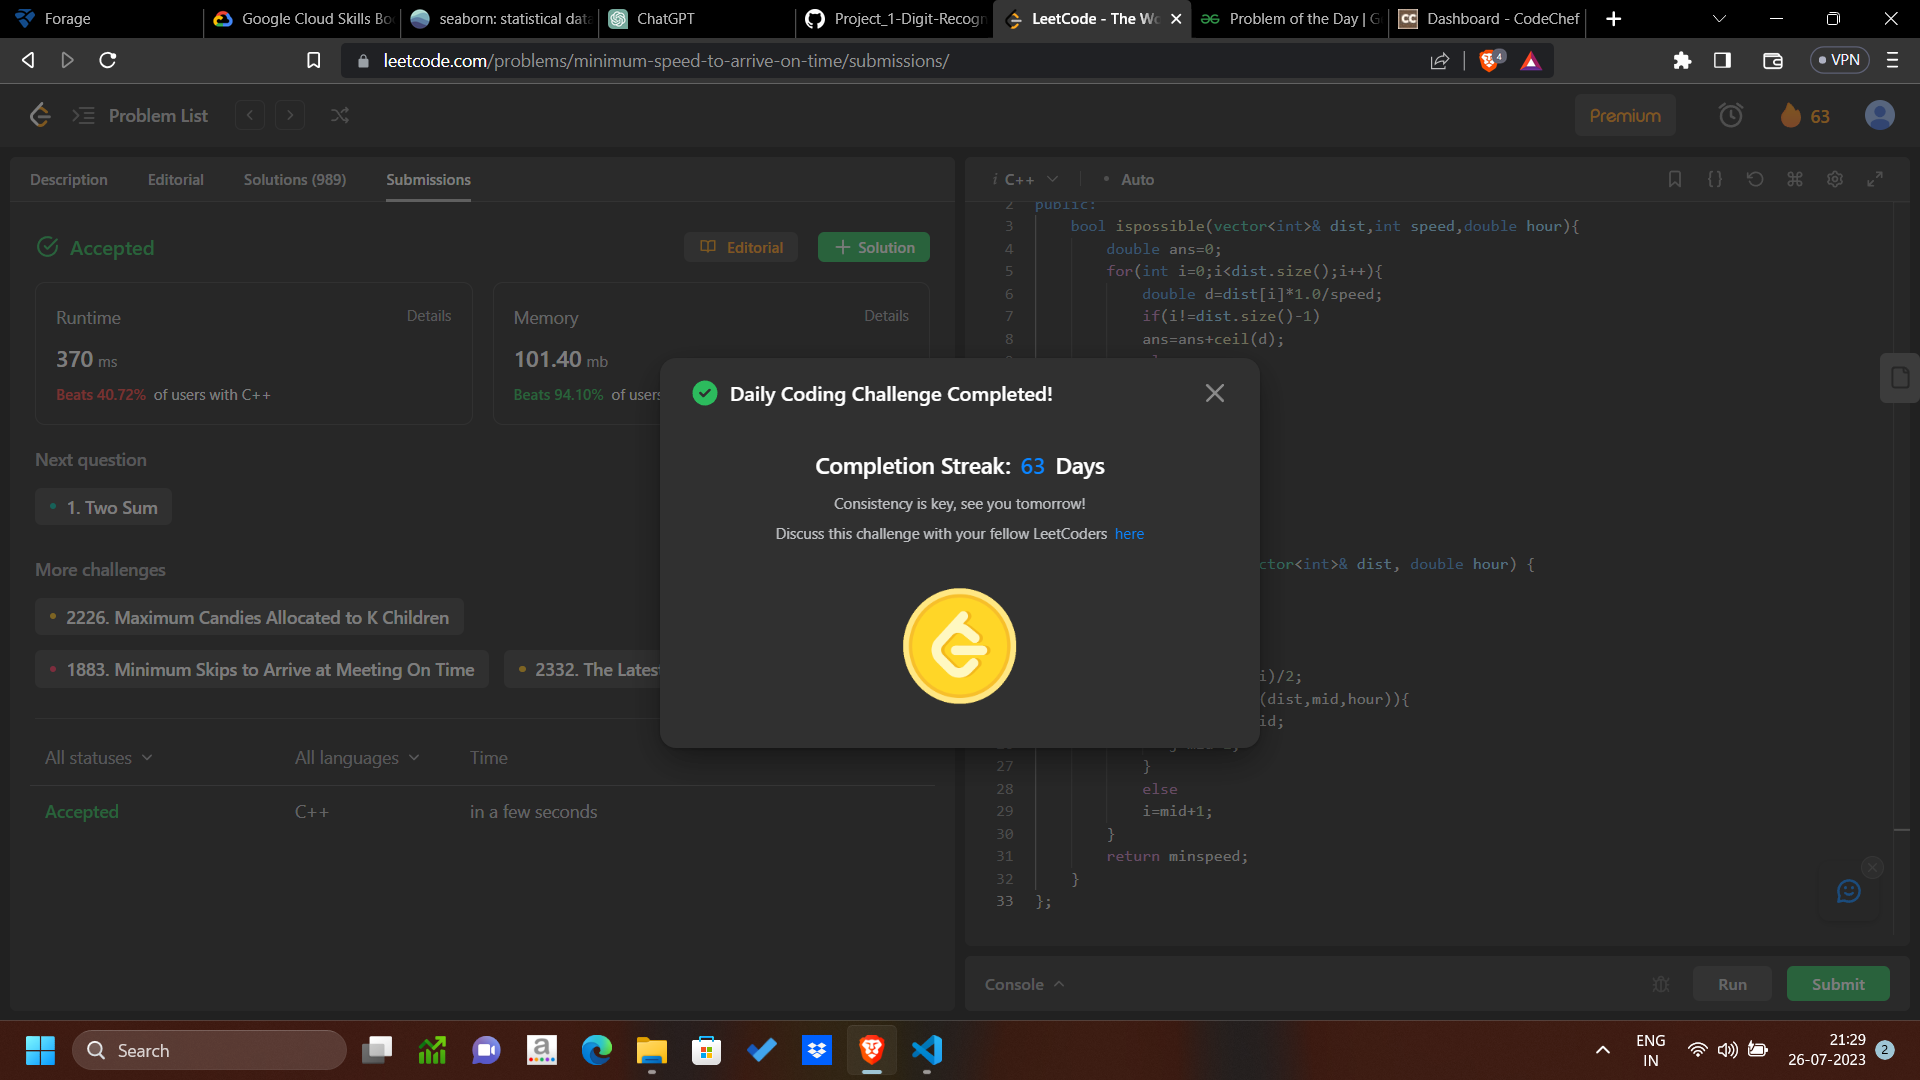 Forage
Google Cloud Skills Boo
seaborn: statistical data
ChatGPT
Project_1-Digit-Recogn
LeetCode - The Wo
Problem of the Day | G
CC
Dashboard - CodeChef
leetcode.com/problems/minimum-speed-to-arrive-on-time/submissions/
4
VPN
Problem List
Premium
63
Description
Editorial
Solutions (989)
Submissions
i C++
Auto
Accepted
Editorial
Solution
Runtime
Details
370 ms
Beats 40.72% of users with C++
Memory
Details
101.40 mb
Beats 94.10% of users
Next question
1. Two Sum
More challenges
2226. Maximum Candies Allocated to K Children
1883. Minimum Skips to Arrive at Meeting On Time
2332. The Latest
All statuses
All languages
Time
Accepted
C++
in a few seconds
Daily Coding Challenge Completed!
Completion Streak: 63 Days
Consistency is key, see you tomorrow!
Discuss this challenge with your fellow LeetCoders here
2 public:
3 bool ispossible(vector<int>& dist,int speed,double hour){
4 double ans=0;
5 for(int i=0;i<dist.size();i++){
6 double d=dist[i]*1.0/speed;
7 if(i!=dist.size()-1)
8 ans=ans+ceil(d);
ctor<int>& dist, double hour) {
i)/2;
(dist,mid,hour)){
id;
27 }
28 else
29 i=mid+1;
30 }
31 return minspeed;
32 }
33 };
Console
Run
Submit
Search
ENG
IN
21:29
26-07-2023
2